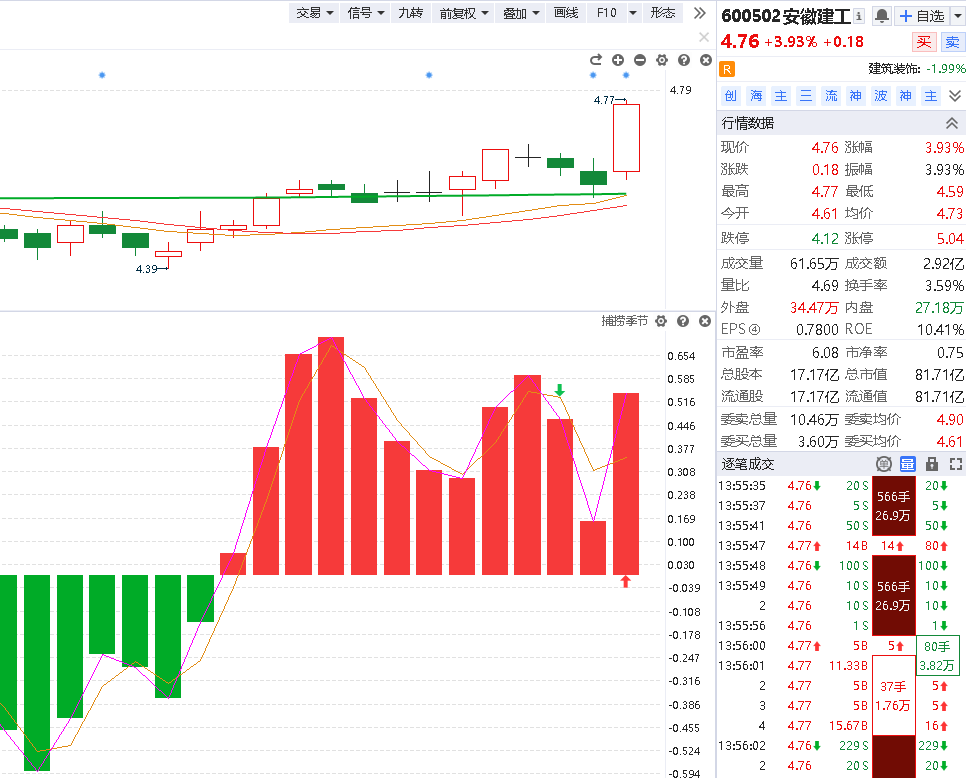 交易 信号 九转 前复权 叠加 画线 F10 形态
4.79
4.77
4.39
捕捞季节
0.654
0.585
0.516
0.446
0.377
0.308
0.238
0.169
0.100
0.030
-0.039
-0.108
-0.178
-0.247
-0.316
-0.386
-0.455
-0.524
-0.594
600502 安徽建工 i + 自选
4.76 +3.93% +0.18 买 卖
R 建筑装饰: -1.99%
创 海 主 三 流 神 波 神 主
行情数据
现价 4.76 涨幅 3.93%
涨跌 0.18 振幅 3.93%
最高 4.77 最低 4.59
今开 4.61 均价 4.73
跌停 4.12 涨停 5.04
成交量 61.65万 成交额 2.92亿
量比 4.69 换手率 3.59%
外盘 34.47万 内盘 27.18万
EPS④ 0.7800 ROE 10.41%
市盈率 6.08 市净率 0.75
总股本 17.17亿 总市值 81.71亿
流通股 17.17亿 流通值 81.71亿
委卖总量 10.46万 委卖均价 4.90
委买总量 3.60万 委买均价 4.61
逐笔成交 单 量
13:55:35 4.76 20 S 20
566手
13:55:37 4.76 5 S 5
26.9万
13:55:41 4.76 50 S 50
13:55:47 4.77 14 B 14 80
13:55:48 4.76 100 S 100
13:55:49 4.76 10 S 566手 10
2 4.76 10 S 26.9万 10
13:55:56 4.76 1 S 1
13:56:00 4.77 5 B 5 80手
13:56:01 4.77 11.33 B 3.82万
2 4.77 5 B 37手 5
3 4.77 5 B 1.76万 5
4 4.77 15.67 B 16
13:56:02 4.76 229 S 229
2 4.76 20 S 20